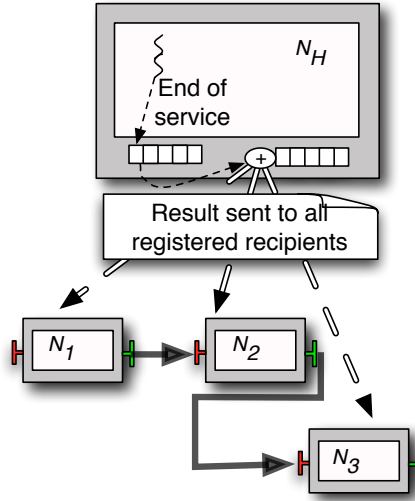 N_H
End of
service
+
Result sent to all
registered recipients
N_1
N_2
N_3